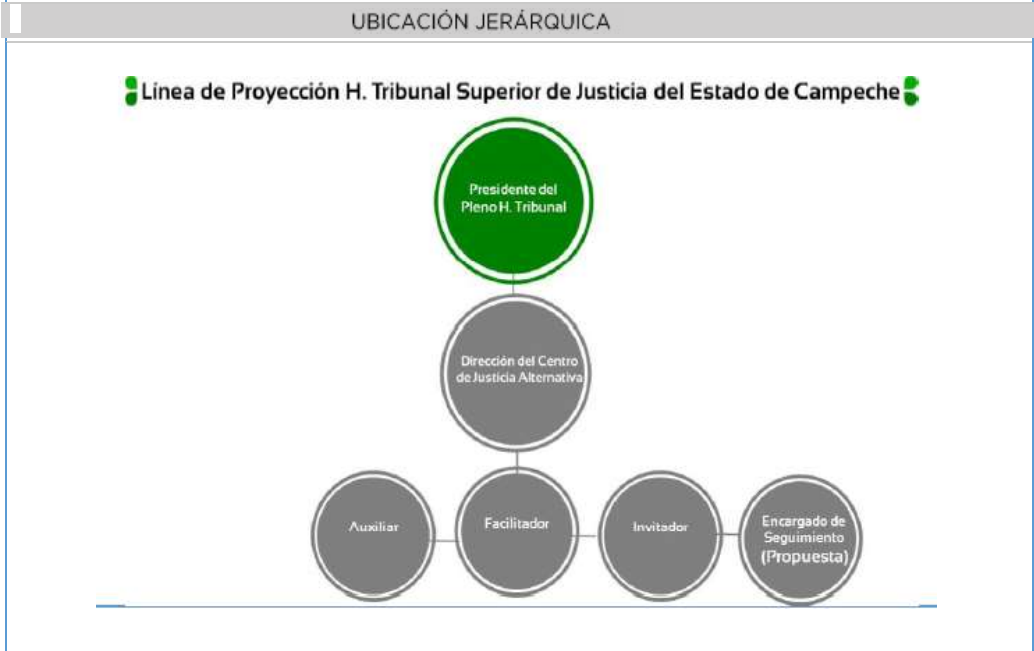 UBICACIÓN JERÁRQUICA
Línea de Proyección H. Tribunal Superior de Justicia del Estado de Campeche
Presidente del
Pleno H. Tribunal
Dirección del Centro
de Justicia Alternativa
Auxiliar
Facilitador
Invitador
Encargado de
Seguimiento
(Propuesta)